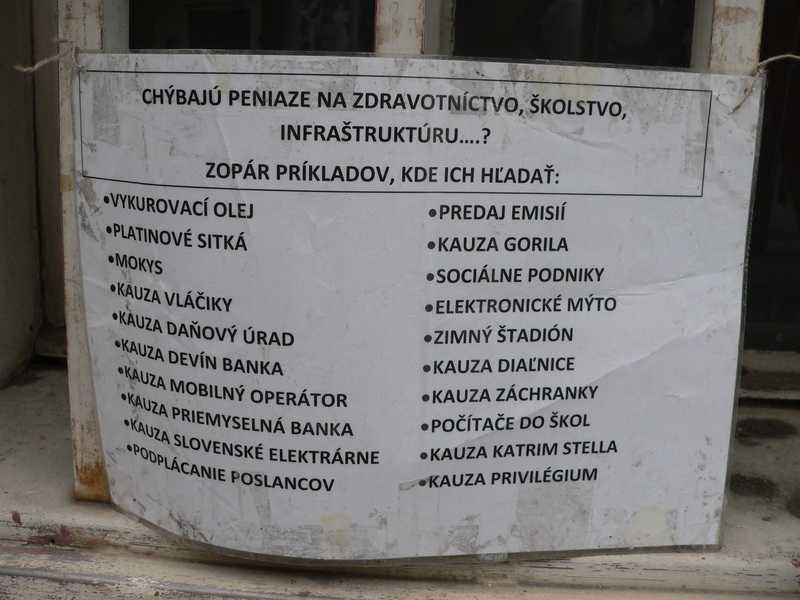 CHÝBAJÚ PENIAZE NA ZDRAVOTNÍCTVO, ŠKOLSTVO,
INFRAŠTRUKTÚRU....?
ZOPÁR PRÍKLADOV, KDE ICH HĽADAŤ:
•VYKUROVACÍ OLEJ
•PLATINOVÉ SITKÁ
•MOKYS
•KAUZA VLÁČIKY
•KAUZA DAŇOVÝ ÚRAD
•KAUZA DEVÍN BANKA
•KAUZA MOBILNÝ OPERÁTOR
•KAUZA PRIEMYSELNÁ BANKA
•KAUZA SLOVENSKÉ ELEKTRÁRNE
•PODPLÁCANIE POSLANCOV
•PREDAJ EMISIÍ
•KAUZA GORILA
•SOCIÁLNE PODNIKY
•ELEKTRONICKÉ MÝTO
•ZIMNÝ ŠTADIÓN
•KAUZA DIAĽNICE
•KAUZA ZÁCHRANKY
•POČÍTAČE DO ŠKOL
•KAUZA KATRIM STELLA
•KAUZA PRIVILÉGIUM